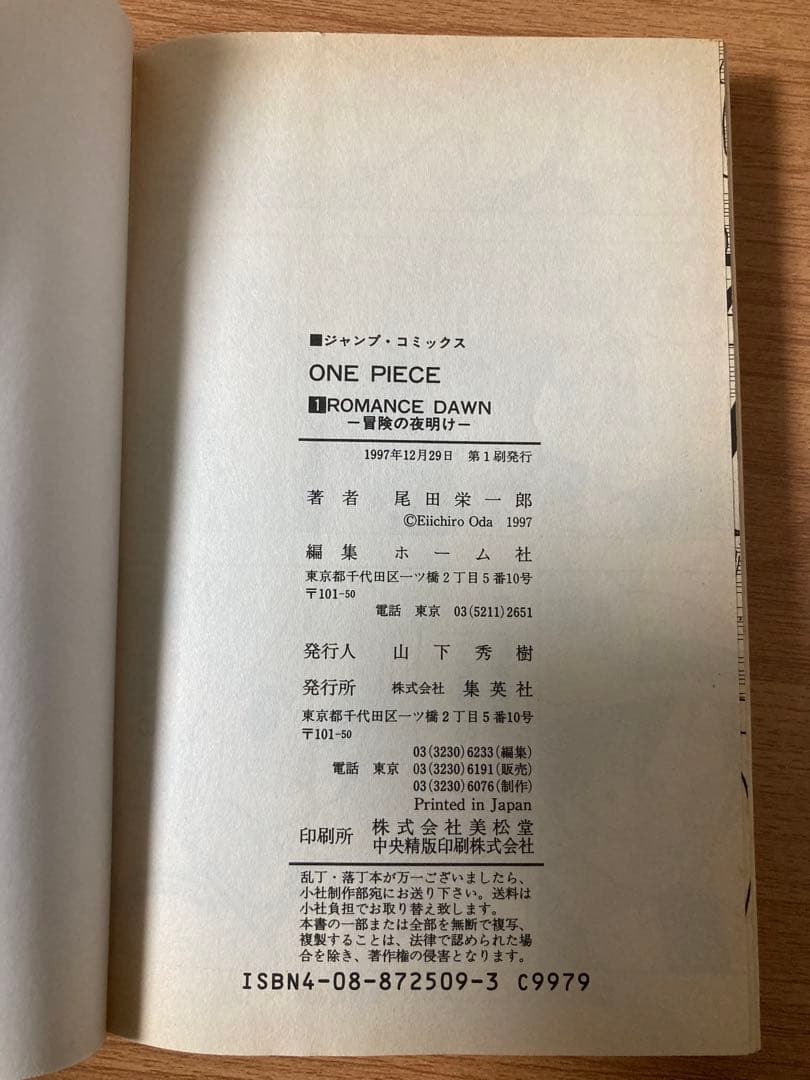 ■ジャンプ・コミックス
ONE PIECE
1 ROMANCE DAWN
―冒険の夜明け―
1997年12月29日 第1刷発行
著者 尾田栄一郎
©Eiichiro Oda 1997
編集 ホーム社
東京都千代田区一ツ橋2丁目5番10号
〒101-50
電話 東京 03(5211)2651
発行人 山下秀樹
発行所 株式会社 集英社
東京都千代田区一ツ橋2丁目5番10号
〒101-50
03(3230)6233(編集)
電話 東京 03(3230)6191(販売)
03(3230)6076(制作)
Printed in Japan
印刷所 株式会社美松堂
中央精版印刷株式会社
乱丁・落丁本が万一ございましたら、
小社制作部宛にお送り下さい。送料は
小社負担でお取り替え致します。
本書の一部または全部を無断で複写、
複製することは、法律で認められた場
合を除き、著作権の侵害となります。
ISBN4-08-872509-3 C9979